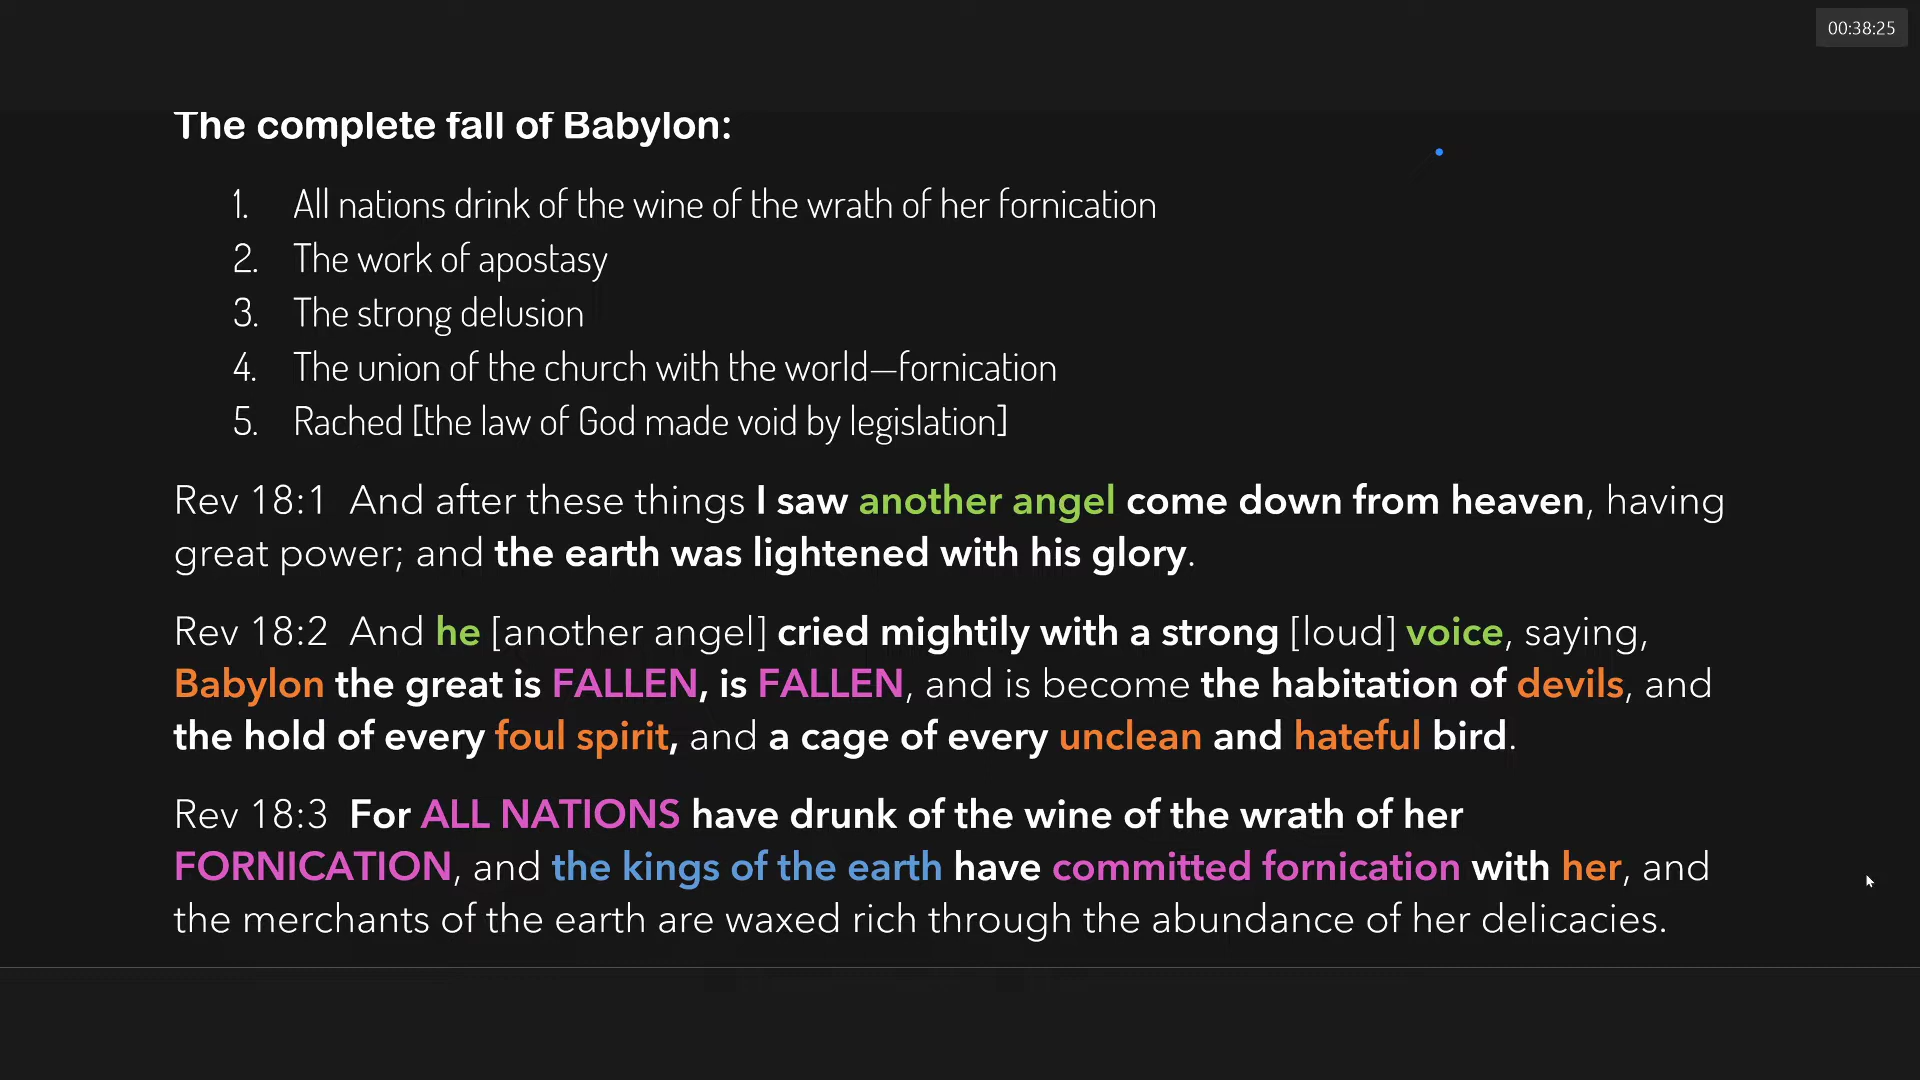 00:38:25
The complete fall of Babylon:
1. All nations drink of the wine of the wrath of her fornication
2. The work of apostasy
3. The strong delusion
4. The union of the church with the world—fornication
5. Rached [the law of God made void by legislation]
Rev 18:1 And after these things I saw another angel come down from heaven, having
great power; and the earth was lightened with his glory.
Rev 18:2 And he [another angel] cried mightily with a strong [loud] voice, saying,
Babylon the great is FALLEN, is FALLEN, and is become the habitation of devils, and
the hold of every foul spirit, and a cage of every unclean and hateful bird.
Rev 18:3 For ALL NATIONS have drunk of the wine of the wrath of her
FORNICATION, and the kings of the earth have committed fornication with her, and
the merchants of the earth are waxed rich through the abundance of her delicacies.